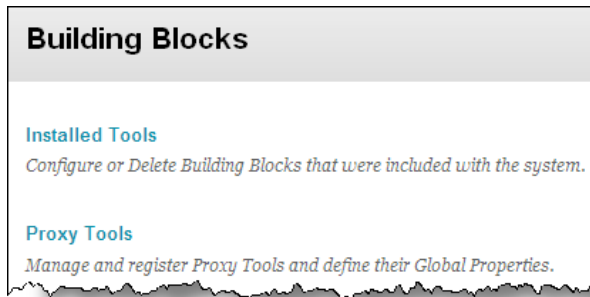 Building Blocks
Installed Tools
Configure or Delete Building Blocks that were included with the system.
Proxy Tools
Manage and register Proxy Tools and define their Global Properties.